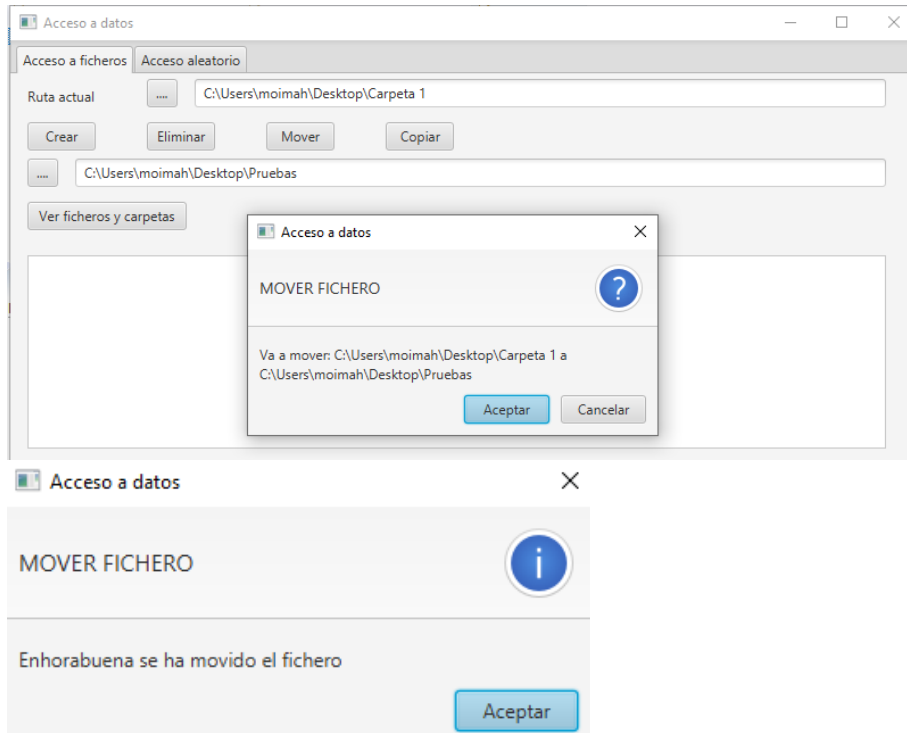 Acceso a datos
Acceso a ficheros Acceso aleatorio
Ruta actual .... C:\Users\moimah\Desktop\Carpeta 1
Crear Eliminar Mover Copiar
.... C:\Users\moimah\Desktop\Pruebas
Ver ficheros y carpetas
Acceso a datos
MOVER FICHERO
Va a mover: C:\Users\moimah\Desktop\Carpeta 1 a
C:\Users\moimah\Desktop\Pruebas
Aceptar Cancelar
Acceso a datos
MOVER FICHERO
Enhorabuena se ha movido el fichero
Aceptar